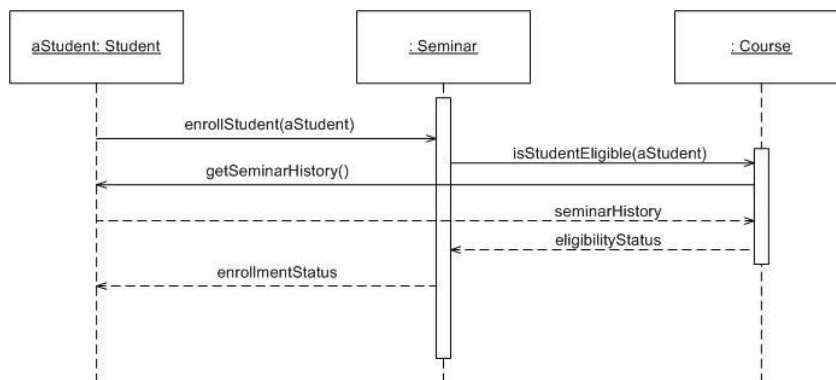 aStudent: Student
: Seminar
: Course
enrollStudent(aStudent)
isStudentEligible(aStudent)
getSeminarHistory()
seminarHistory
eligibilityStatus
enrollmentStatus